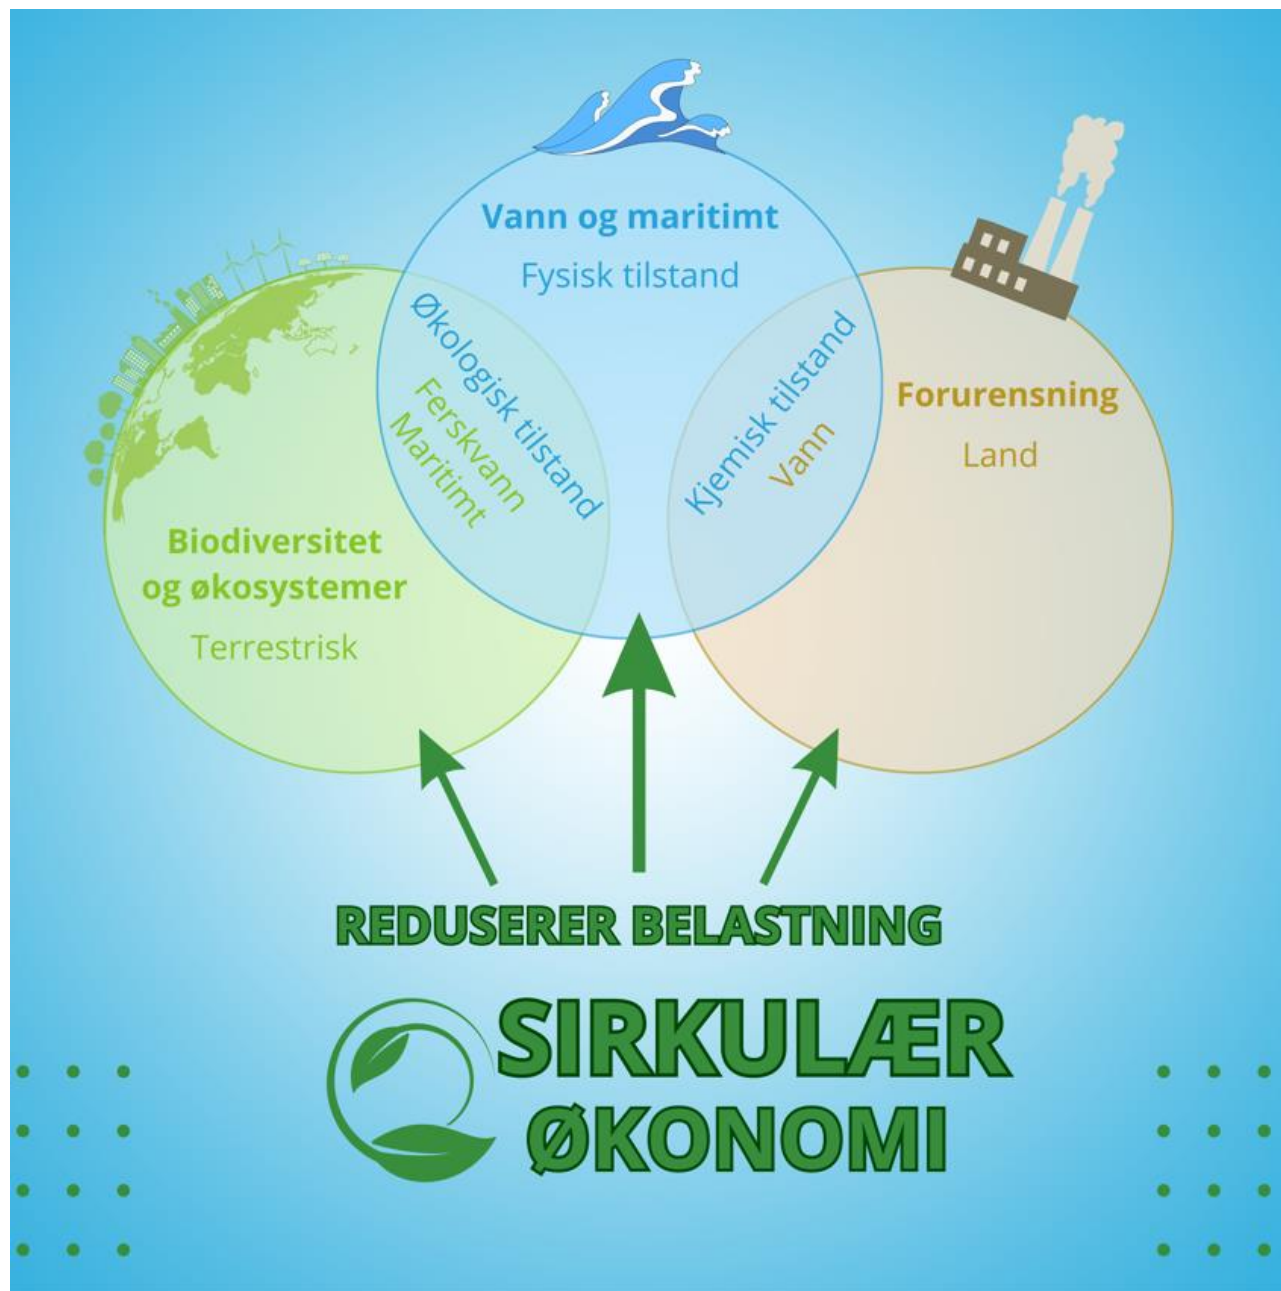 Vann og maritimt
Fysisk tilstand
Økologisk tilstand
Ferskvann
Maritimt
Kjemisk tilstand
Vann
Forurensning
Land
Biodiversitet
og økosystemer
Terrestrisk
REDUSERER BELASTNING
SIRKULÆR
ØKONOMI